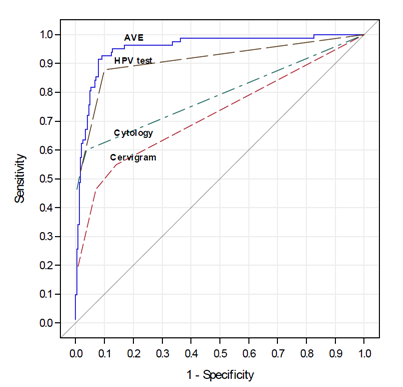 1.0
0.9
0.8
0.7
0.6
0.5
0.4
0.3
0.2
0.1
0.0
Sensitivity
AVE
HPV test
Cytology
Cervigram
0.0 0.1 0.2 0.3 0.4 0.5 0.6 0.7 0.8 0.9 1.0
1 - Specificity